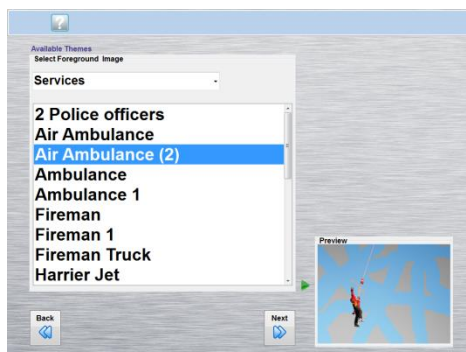 Available Themes
Select Foreground Image
Services
2 Police officers
Air Ambulance
Air Ambulance (2)
Ambulance
Ambulance 1
Fireman
Fireman 1
Fireman Truck
Harrier Jet
Preview
Back
Next